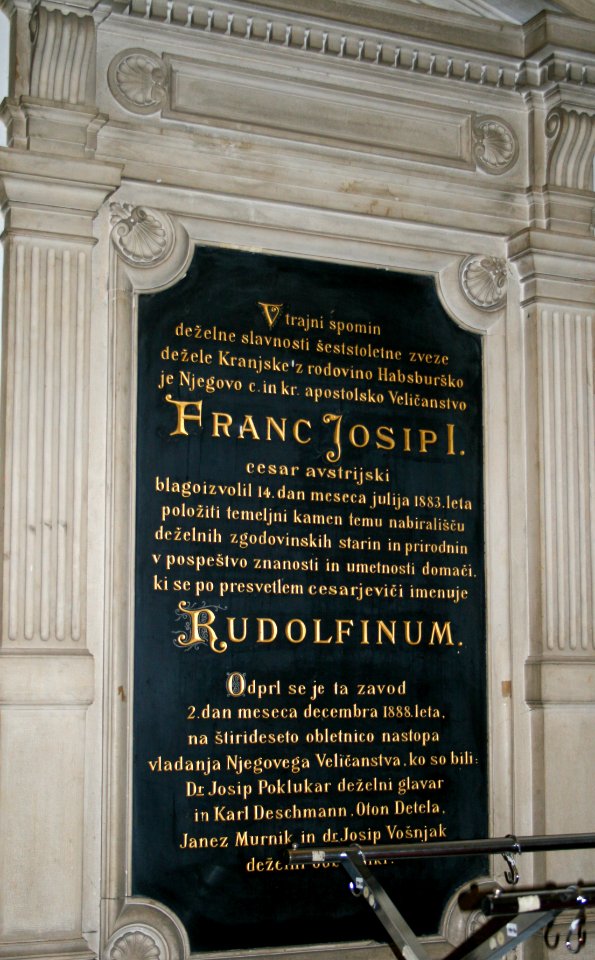 V trajni spomin
deželne slavnosti šeststoletne zveze
dežele Kranjske z rodovino Habsburško
je Njegovo c. in kr. apostolsko Veličanstvo
FRANC JOSIP I.
cesar avstrijski
blagoizvolil 14. dan meseca julija 1883. leta
položiti temeljni kamen temu nabirališču
deželnih zgodovinskih starin in prirodnin
v pospeštvo znanosti in umetnosti domači,
ki se po presvetlem cesarjeviči imenuje
RUDOLFINUM.
Odprl se je ta zavod
2. dan meseca decembra 1888. leta,
na štirideseto obletnico nastopa
vladanja Njegovega Veličanstva, ko so bili:
Dr Josip Poklukar deželni glavar
in Karl Deschmann, Oton Detela,
Janez Murnik in dr. Josip Vošnjak
deželni